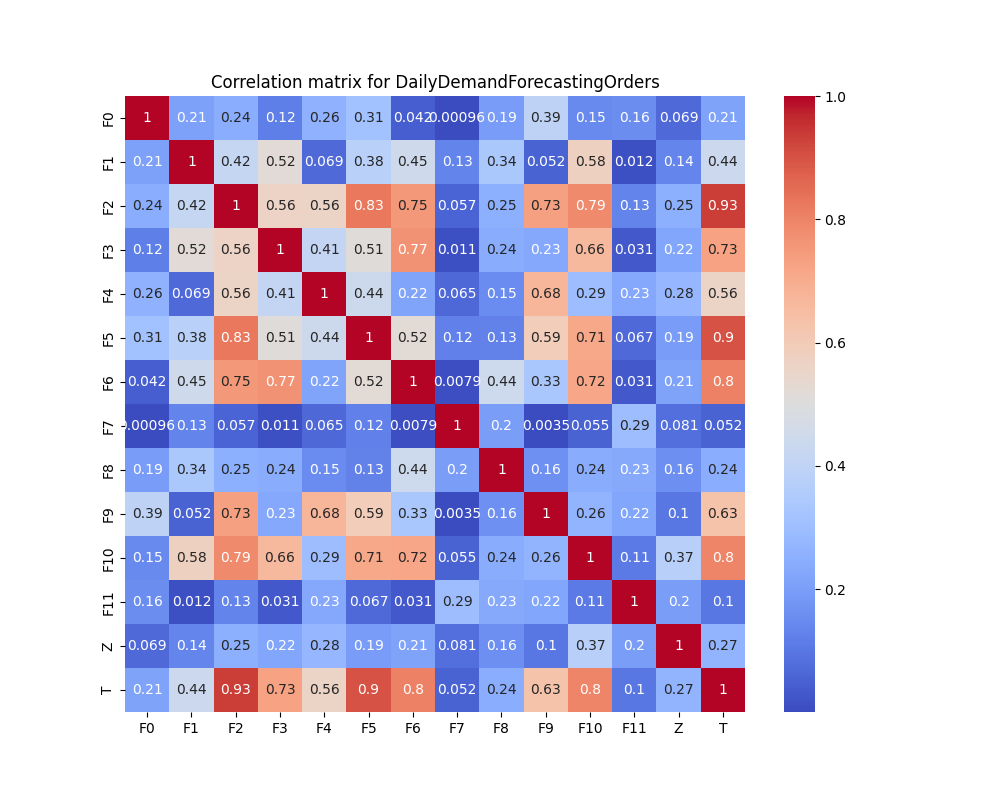 Correlation matrix for DailyDemandForecastingOrders
F0 1 0.21 0.24 0.12 0.26 0.31 0.042 0.00096 0.19 0.39 0.15 0.16 0.069 0.21
F1 0.21 1 0.42 0.52 0.069 0.38 0.45 0.13 0.34 0.052 0.58 0.012 0.14 0.44
F2 0.24 0.42 1 0.56 0.56 0.83 0.75 0.057 0.25 0.73 0.79 0.13 0.25 0.93
F3 0.12 0.52 0.56 1 0.41 0.51 0.77 0.011 0.24 0.23 0.66 0.031 0.22 0.73
F4 0.26 0.069 0.56 0.41 1 0.44 0.22 0.065 0.15 0.68 0.29 0.23 0.28 0.56
F5 0.31 0.38 0.83 0.51 0.44 1 0.52 0.12 0.13 0.59 0.71 0.067 0.19 0.9
F6 0.042 0.45 0.75 0.77 0.22 0.52 1 0.0079 0.44 0.33 0.72 0.031 0.21 0.8
F7 0.00096 0.13 0.057 0.011 0.065 0.12 0.0079 1 0.2 0.0035 0.055 0.29 0.081 0.052
F8 0.19 0.34 0.25 0.24 0.15 0.13 0.44 0.2 1 0.16 0.24 0.23 0.16 0.24
F9 0.39 0.052 0.73 0.23 0.68 0.59 0.33 0.0035 0.16 1 0.26 0.22 0.1 0.63
F10 0.15 0.58 0.79 0.66 0.29 0.71 0.72 0.055 0.24 0.26 1 0.11 0.37 0.8
F11 0.16 0.012 0.13 0.031 0.23 0.067 0.031 0.29 0.23 0.22 0.11 1 0.2 0.1
Z 0.069 0.14 0.25 0.22 0.28 0.19 0.21 0.081 0.16 0.1 0.37 0.2 1 0.27
T 0.21 0.44 0.93 0.73 0.56 0.9 0.8 0.052 0.24 0.63 0.8 0.1 0.27 1
F0 F1 F2 F3 F4 F5 F6 F7 F8 F9 F10 F11 Z T
1.0
0.8
0.6
0.4
0.2